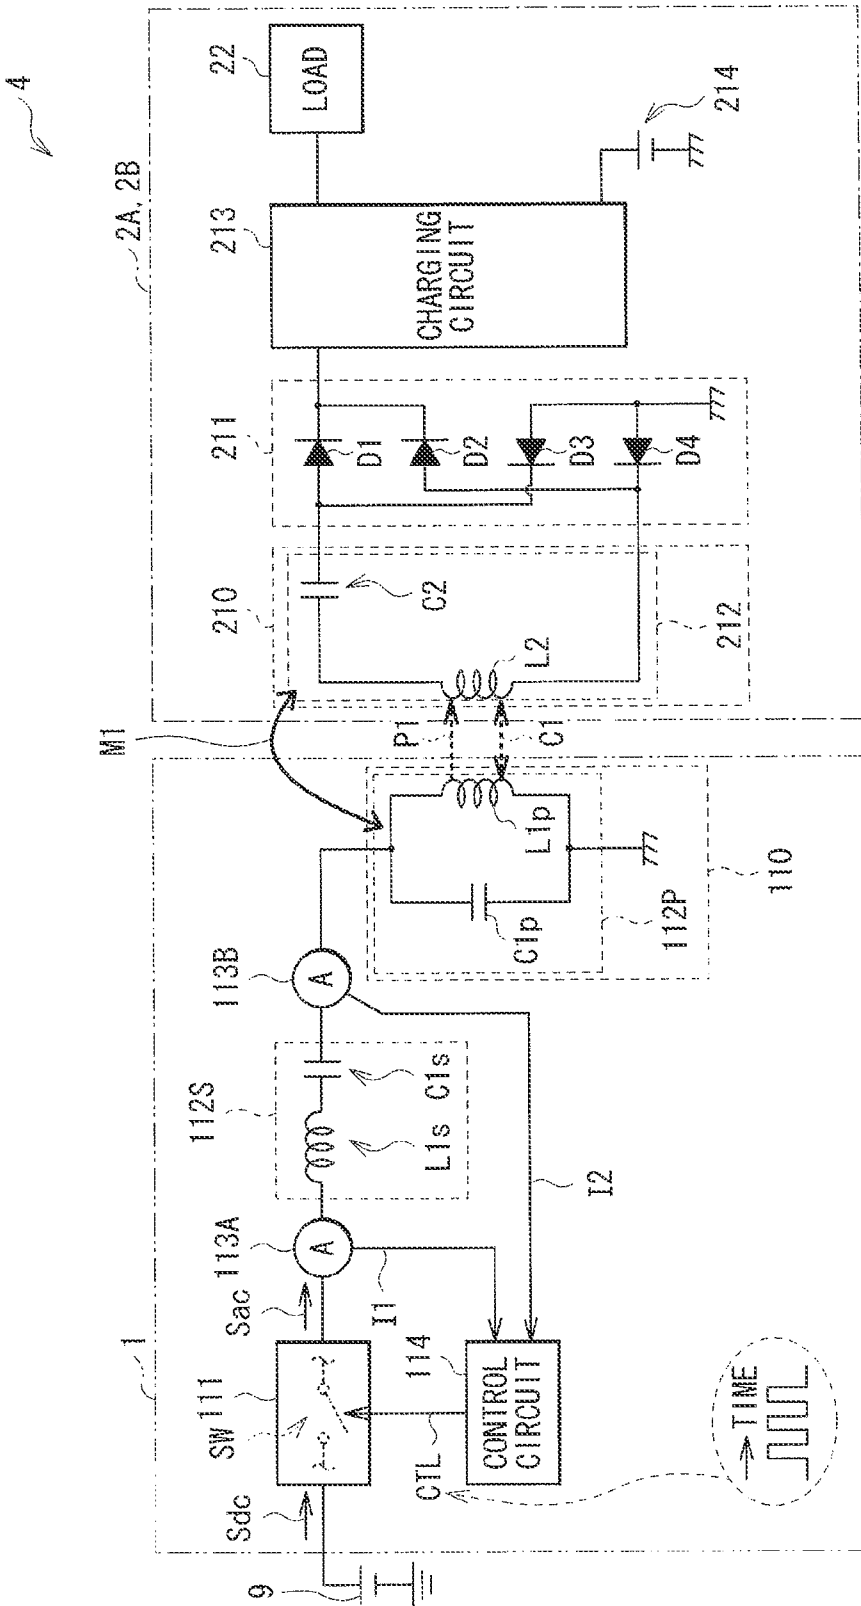 4
2A, 2B
1
M1
9
Sdc
SW
111
Sac
113A
112S
L1s
C1s
113B
A
A
I1
I2
114
CONTROL
CIRCUIT
CTL
TIME
C1p
L1p
112P
110
P1
C1
210
C2
L2
212
211
D1
D2
D3
D4
213
CHARGING
CIRCUIT
22
LOAD
214